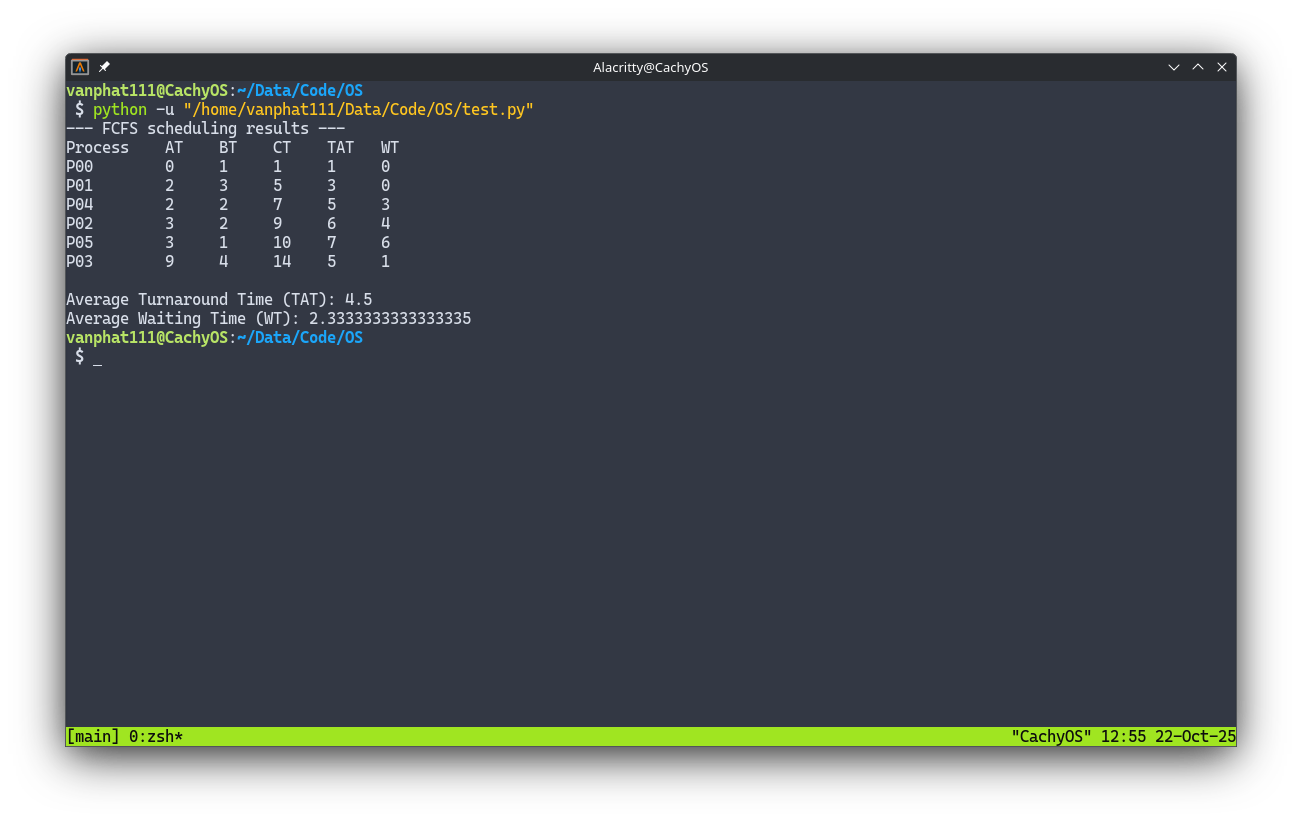 Alacritty@CachyOS
vanphat111@CachyOS:~/Data/Code/OS
$ python -u "/home/vanphat111/Data/Code/OS/test.py"
--- FCFS scheduling results ---
Process AT BT CT TAT WT
P00 0 1 1 1 0
P01 2 3 5 3 0
P04 2 2 7 5 3
P02 3 2 9 6 4
P05 3 1 10 7 6
P03 9 4 14 5 1
Average Turnaround Time (TAT): 4.5
Average Waiting Time (WT): 2.3333333333333335
vanphat111@CachyOS:~/Data/Code/OS
$ _
[main] 0:zsh* "CachyOS" 12:55 22-Oct-25